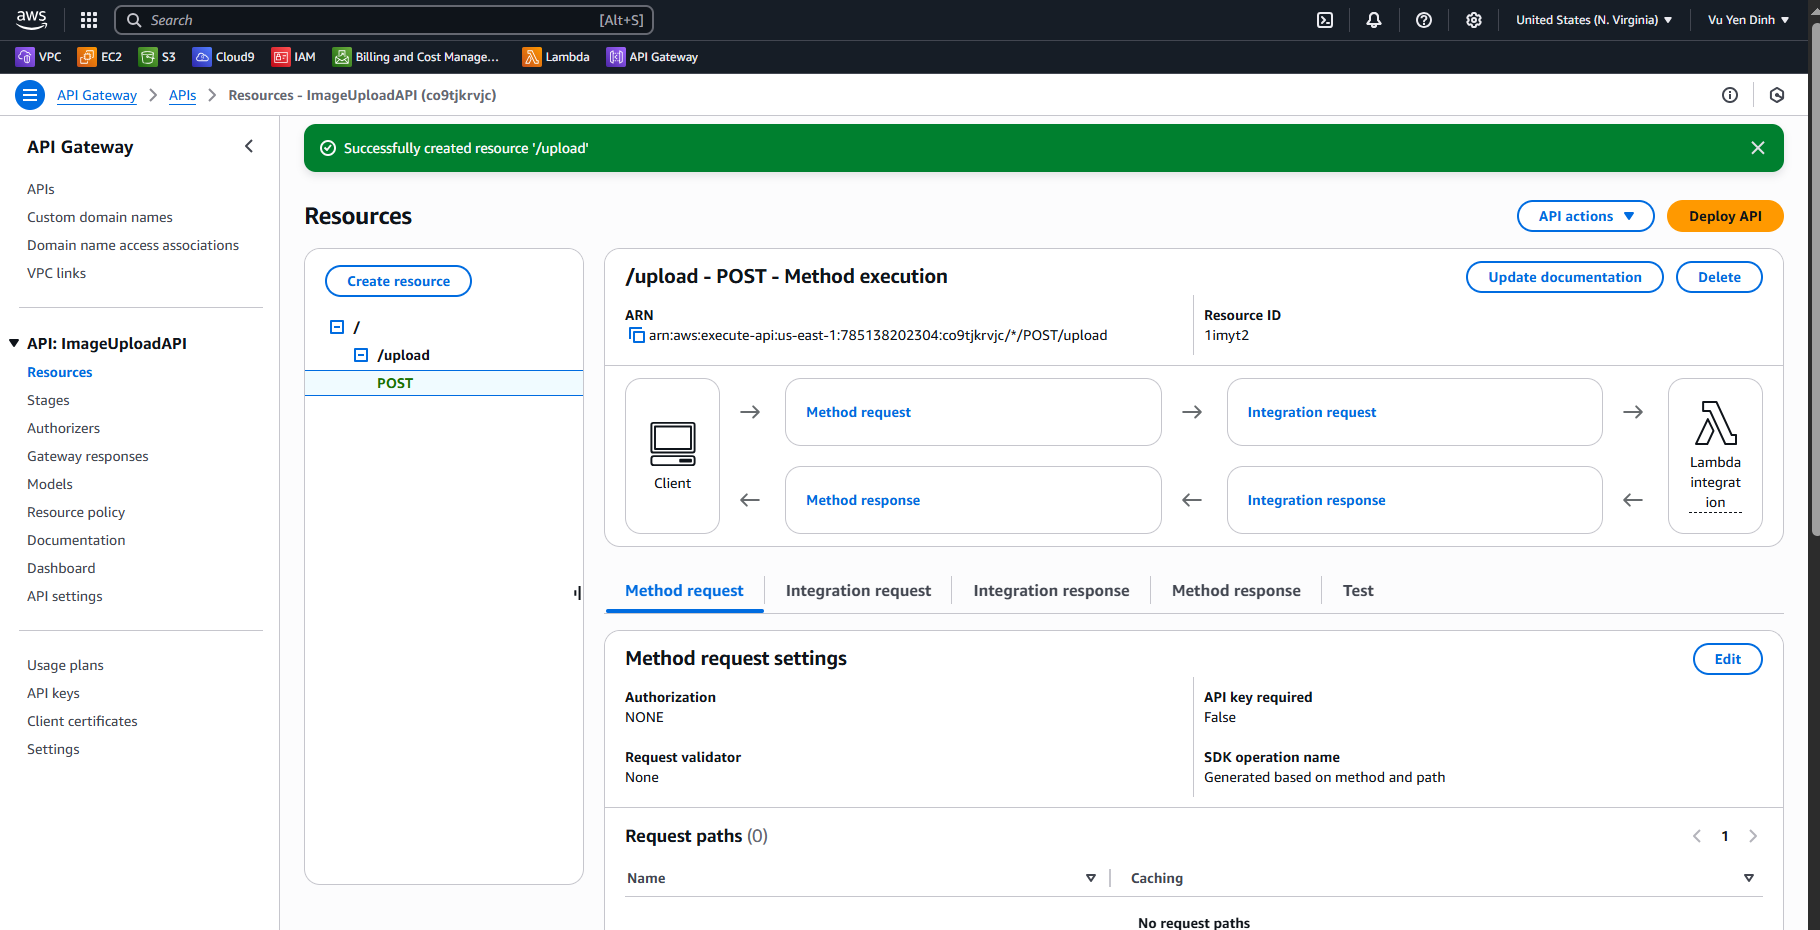 aws
Search
[Alt+S]
United States (N. Virginia)
Vu Yen Dinh
VPC
EC2
S3
Cloud9
IAM
Billing and Cost Manage...
Lambda
API Gateway
API Gateway
APIs
Resources - ImageUploadAPI (co9tjkrvjc)
API Gateway
APIs
Custom domain names
Domain name access associations
VPC links
API: ImageUploadAPI
Resources
Stages
Authorizers
Gateway responses
Models
Resource policy
Documentation
Dashboard
API settings
Usage plans
API keys
Client certificates
Settings
Successfully created resource '/upload'
Resources
API actions
Deploy API
Create resource
/
/upload
POST
/upload - POST - Method execution
Update documentation
Delete
ARN
arn:aws:execute-api:us-east-1:785138202304:co9tjkrvjc/*/POST/upload
Resource ID
1imyt2
Client
Method request
Integration request
Method response
Integration response
Lambda
integrat
ion
Method request
Integration request
Integration response
Method response
Test
Method request settings
Edit
Authorization
NONE
API key required
False
Request validator
None
SDK operation name
Generated based on method and path
Request paths (0)
1
Name
Caching
No request paths